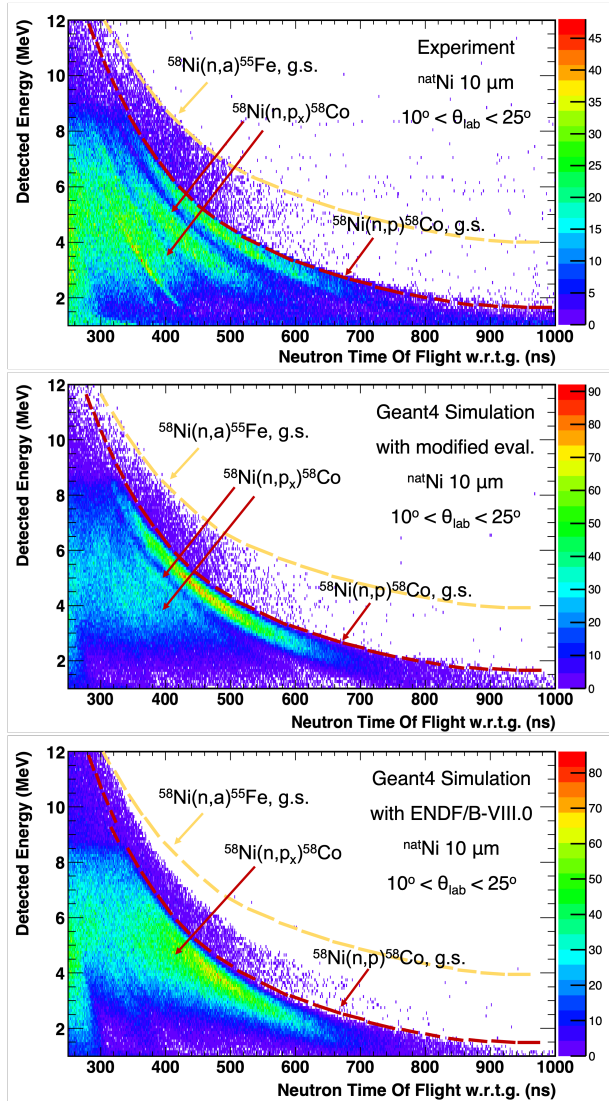 Detected Energy (MeV)
12
10
8
6
4
2
Experiment
ⁿᵃᵗNi 10 μm
10º < θlab < 25º
⁵⁸Ni(n,a)⁵⁵Fe, g.s.
⁵⁸Ni(n,pₓ)⁵⁸Co
⁵⁸Ni(n,p)⁵⁸Co, g.s.
45
40
35
30
25
20
15
10
5
0
300 400 500 600 700 800 900 1000
Neutron Time Of Flight w.r.t.g. (ns)
Detected Energy (MeV)
12
10
8
6
4
2
Geant4 Simulation
with modified eval.
ⁿᵃᵗNi 10 μm
10º < θlab < 25º
⁵⁸Ni(n,a)⁵⁵Fe, g.s.
⁵⁸Ni(n,pₓ)⁵⁸Co
⁵⁸Ni(n,p)⁵⁸Co, g.s.
90
80
70
60
50
40
30
20
10
0
300 400 500 600 700 800 900 1000
Neutron Time Of Flight w.r.t.g. (ns)
Detected Energy (MeV)
12
10
8
6
4
2
Geant4 Simulation
with ENDF/B-VIII.0
ⁿᵃᵗNi 10 μm
10º < θlab < 25º
⁵⁸Ni(n,a)⁵⁵Fe, g.s.
⁵⁸Ni(n,pₓ)⁵⁸Co
⁵⁸Ni(n,p)⁵⁸Co, g.s.
80
70
60
50
40
30
20
10
0
300 400 500 600 700 800 900 1000
Neutron Time Of Flight w.r.t.g. (ns)